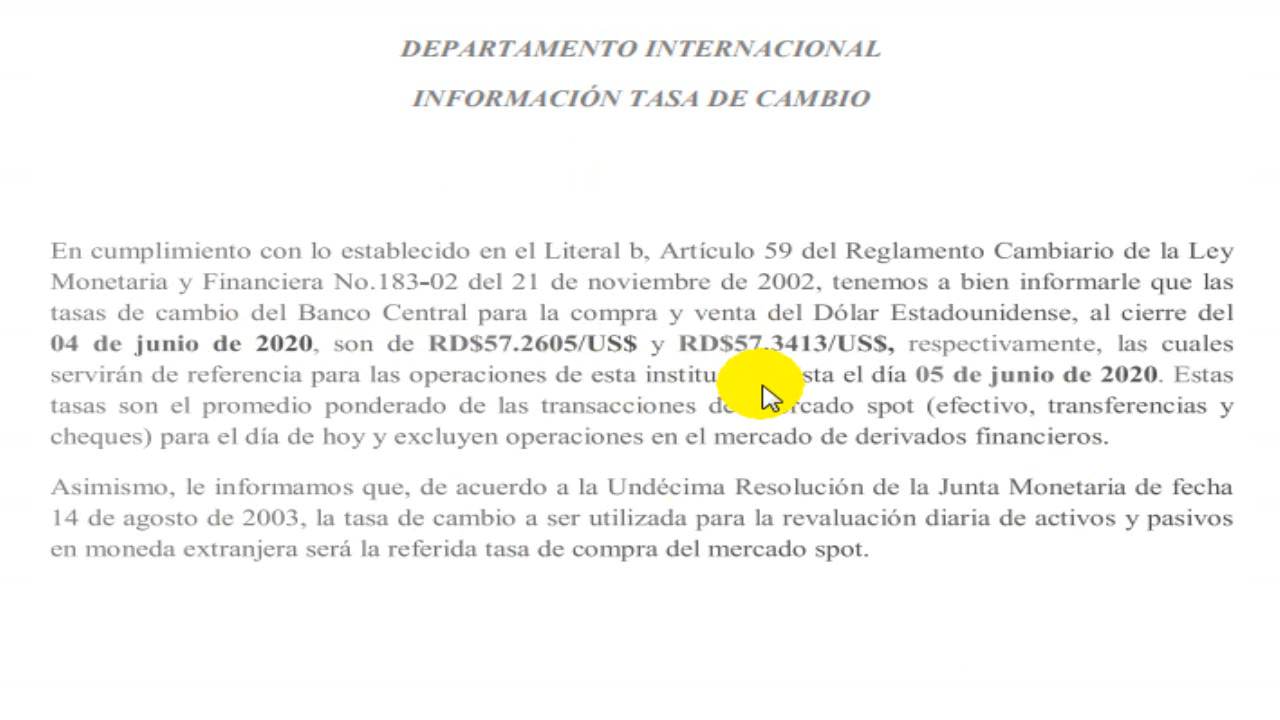 DEPARTAMENTO INTERNACIONAL
INFORMACIÓN TASA DE CAMBIO
En cumplimiento con lo establecido en el Literal b, Artículo 59 del Reglamento Cambiario de la Ley
Monetaria y Financiera No.183-02 del 21 de noviembre de 2002, tenemos a bien informarle que las
tasas de cambio del Banco Central para la compra y venta del Dólar Estadounidense, al cierre del
04 de junio de 2020, son de RD$57.2605/US$ y RD$57.3413/US$, respectivamente, las cuales
servirán de referencia para las operaciones de esta el día 05 de junio de 2020. Estas
tasas son el promedio ponderado de las transacciones spot (efectivo, transferencias y
cheques) para el día de hoy y excluyen operaciones en el mercado de derivados financieros.
Asimismo, le informamos que, de acuerdo a la Undécima Resolución de la Junta Monetaria de fecha
14 de agosto de 2003, la tasa de cambio a ser utilizada para la revaluación diaria de activos y pasivos
en moneda extranjera será la referida tasa de compra del mercado spot.